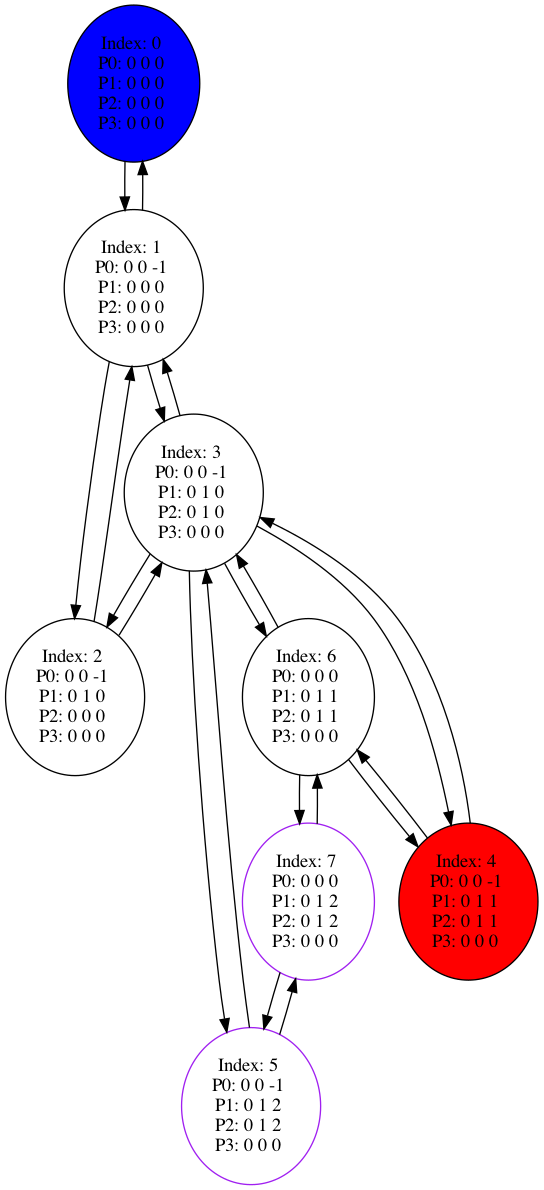 Index: 0
P0: 0 0 0
P1: 0 0 0
P2: 0 0 0
P3: 0 0 0
Index: 1
P0: 0 0 -1
P1: 0 0 0
P2: 0 0 0
P3: 0 0 0
Index: 3
P0: 0 0 -1
P1: 0 1 0
P2: 0 1 0
P3: 0 0 0
Index: 2
P0: 0 0 -1
P1: 0 1 0
P2: 0 0 0
P3: 0 0 0
Index: 6
P0: 0 0 0
P1: 0 1 1
P2: 0 1 1
P3: 0 0 0
Index: 7
P0: 0 0 0
P1: 0 1 2
P2: 0 1 2
P3: 0 0 0
Index: 4
P0: 0 0 -1
P1: 0 1 1
P2: 0 1 1
P3: 0 0 0
Index: 5
P0: 0 0 -1
P1: 0 1 2
P2: 0 1 2
P3: 0 0 0